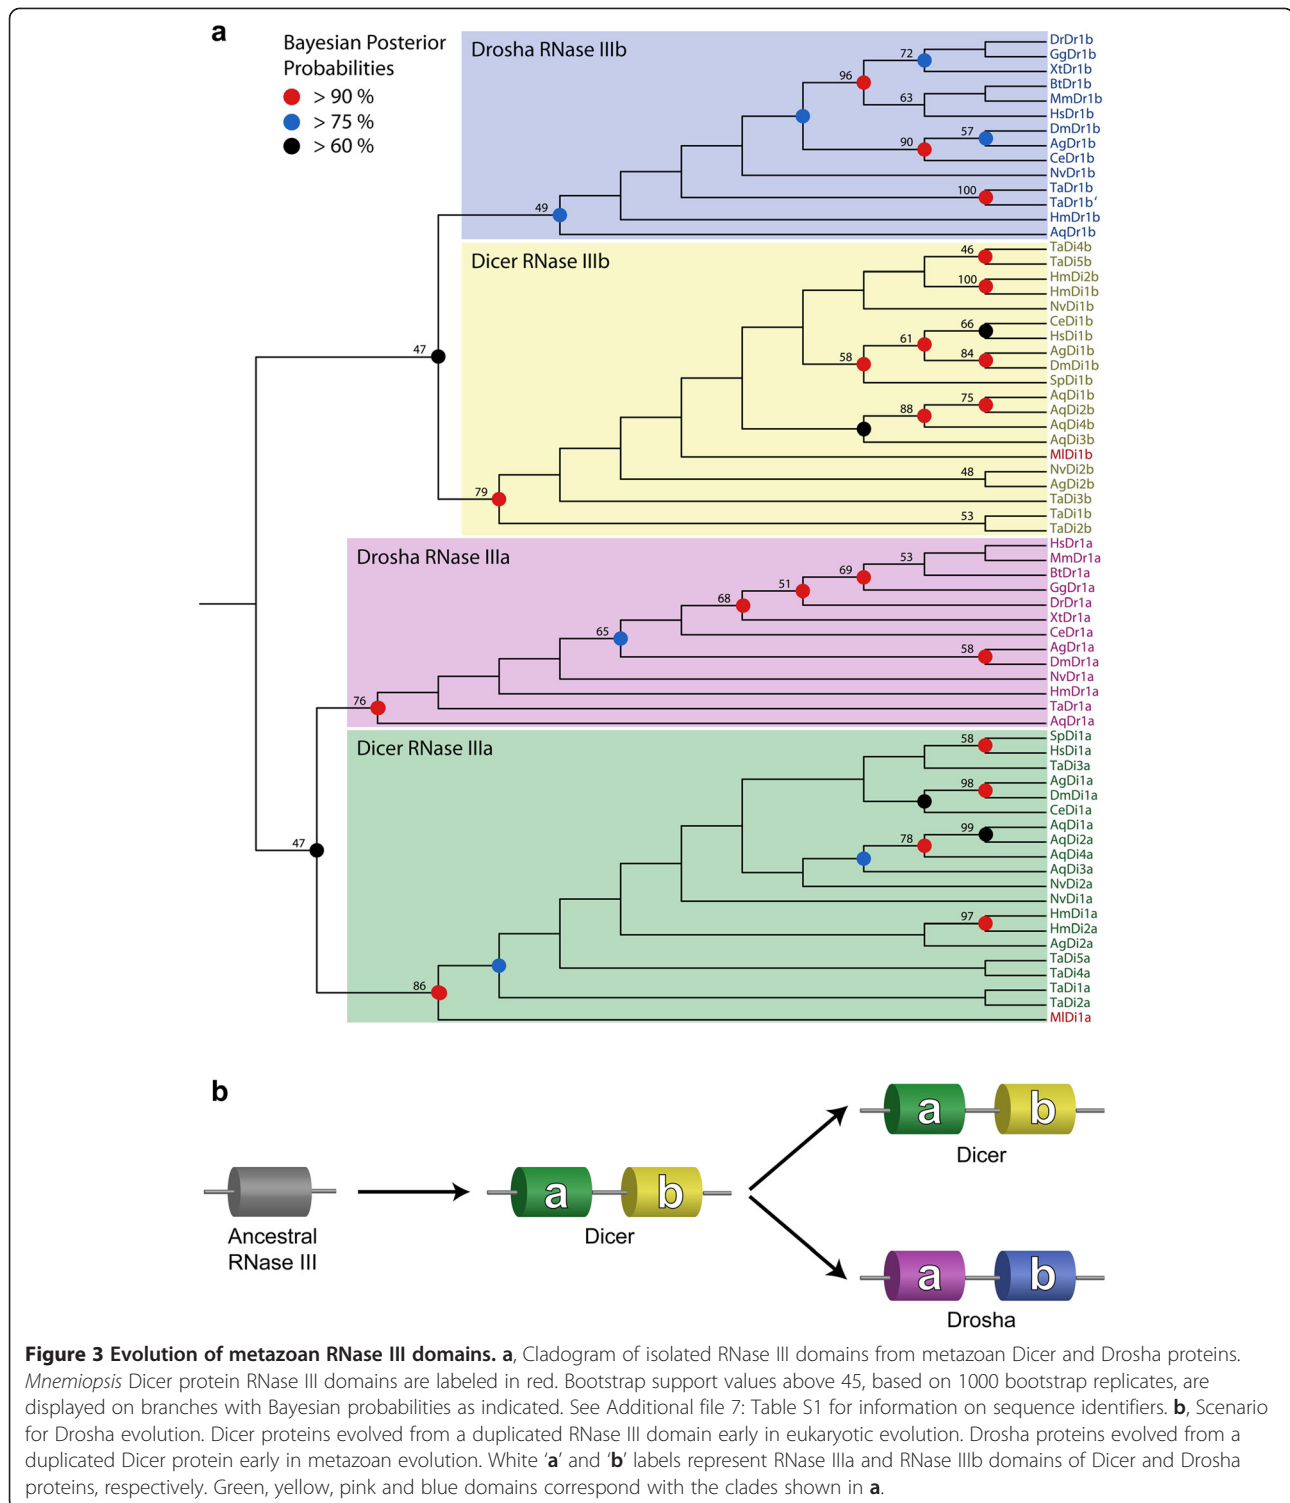 a
Bayesian Posterior
Probabilities
> 90 %
> 75 %
> 60 %
Drosha RNase IIIb
72
96
63
57
90
100
49
DrDr1b
GgDr1b
XtDr1b
BtDr1b
MmDr1b
HsDr1b
DmDr1b
AgDr1b
CeDr1b
NvDr1b
TaDr1b
TaDr1b’
HmDr1b
AqDr1b
Dicer RNase IIIb
46
100
66
61
84
58
75
88
48
79
53
47
TaDi4b
TaDi5b
HmDi2b
HmDi1b
NvDi1b
CeDi1b
HsDi1b
AgDi1b
DmDi1b
SpDi1b
AqDi1b
AqDi2b
AqDi4b
AqDi3b
MlDi1b
NvDi2b
AgDi2b
TaDi3b
TaDi1b
TaDi2b
Drosha RNase IIIa
53
69
51
68
65
58
76
HsDr1a
MmDr1a
BtDr1a
GgDr1a
DrDr1a
XtDr1a
CeDr1a
AgDr1a
DmDr1a
NvDr1a
HmDr1a
TaDr1a
AqDr1a
Dicer RNase IIIa
58
98
99
78
47
97
86
SpDi1a
HsDi1a
TaDi3a
AgDi1a
DmDi1a
CeDi1a
AqDi1a
AqDi2a
AqDi4a
AqDi3a
NvDi2a
NvDi1a
HmDi1a
HmDi2a
AgDi2a
TaDi5a
TaDi4a
TaDi1a
TaDi2a
MlDi1a
b
Ancestral
RNase III
a b
Dicer
a b
Dicer
a b
Drosha
Figure 3 Evolution of metazoan RNase III domains. a, Cladogram of isolated RNase III domains from metazoan Dicer and Drosha proteins.
Mnemiopsis Dicer protein RNase III domains are labeled in red. Bootstrap support values above 45, based on 1000 bootstrap replicates, are
displayed on branches with Bayesian probabilities as indicated. See Additional file 7: Table S1 for information on sequence identifiers. b, Scenario
for Drosha evolution. Dicer proteins evolved from a duplicated RNase III domain early in eukaryotic evolution. Drosha proteins evolved from a
duplicated Dicer protein early in metazoan evolution. White ‘a’ and ‘b’ labels represent RNase IIIa and RNase IIIb domains of Dicer and Drosha
proteins, respectively. Green, yellow, pink and blue domains correspond with the clades shown in a.